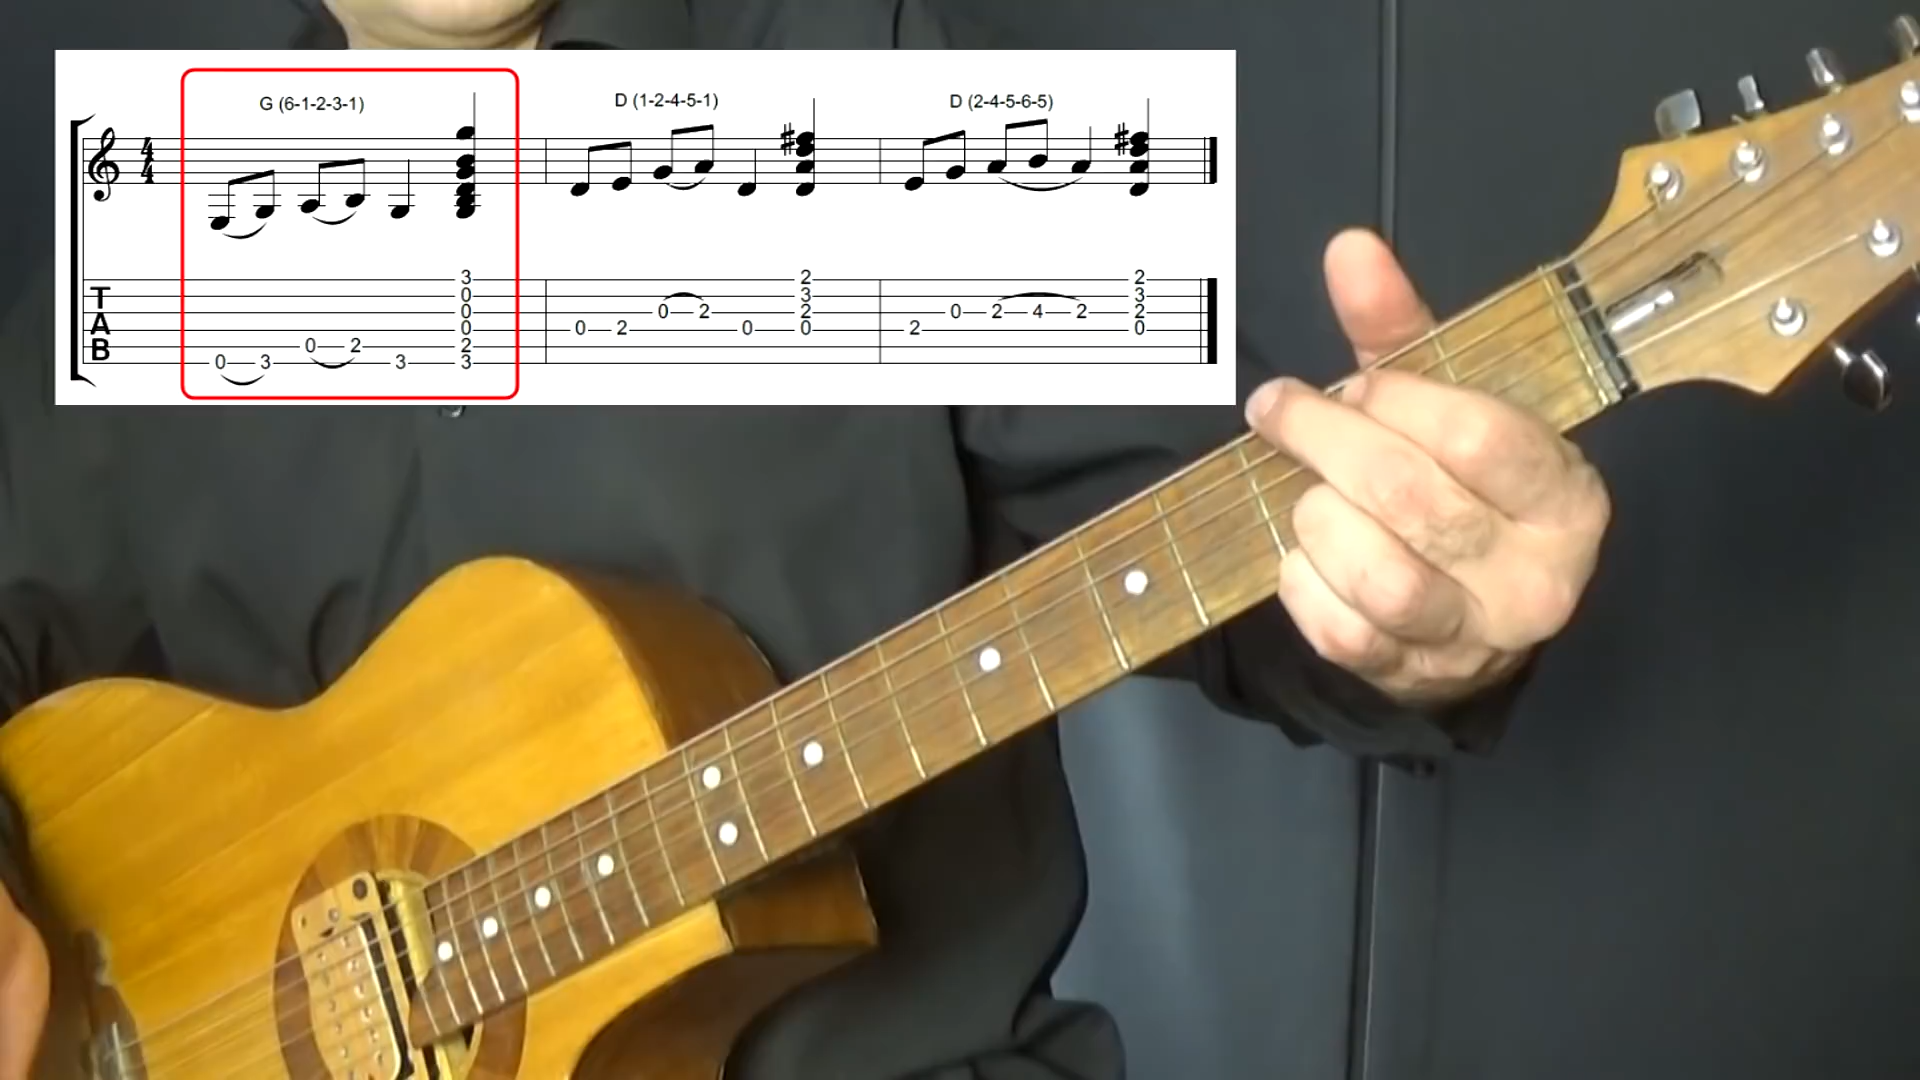 G (6-1-2-3-1) D (1-2-4-5-1) D (2-4-5-6-5)
4
4
3 2 2
T 0 3 3
0 0 2 2 0 2 4 2 2
A 0 0 2 0 0 2 0
B 0 2 2
0 3 3 3